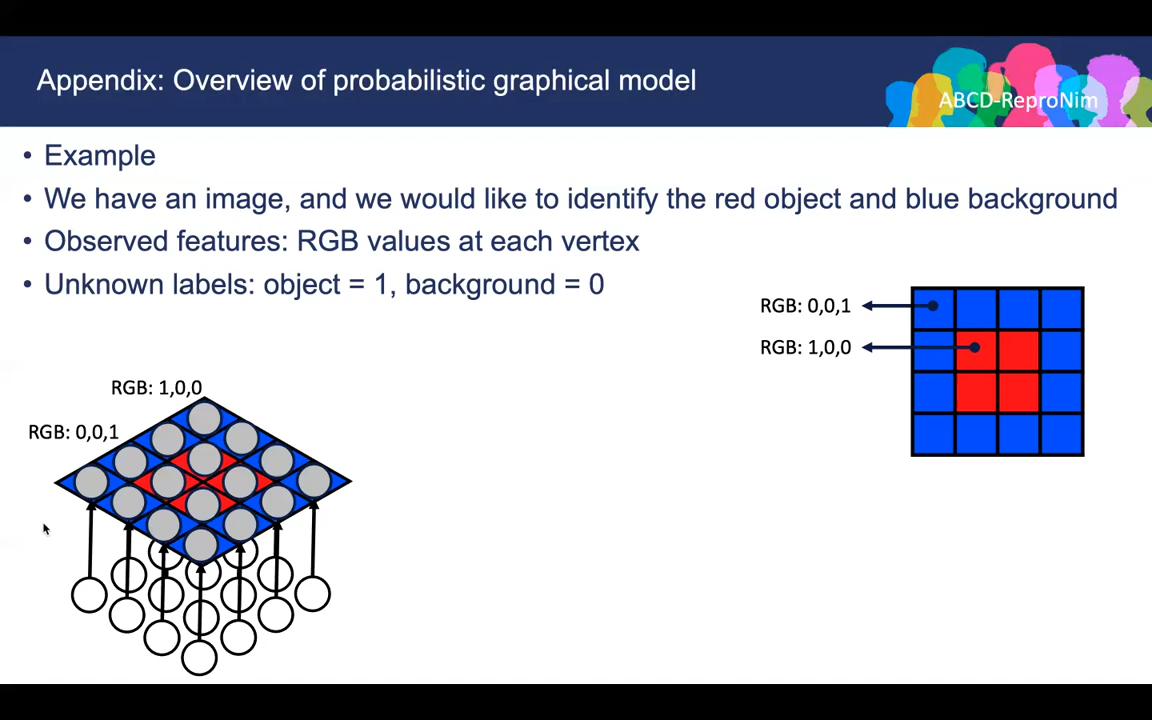 Appendix: Overview of probabilistic graphical model
ABCD-ReproNim
• Example
• We have an image, and we would like to identify the red object and blue background
• Observed features: RGB values at each vertex
• Unknown labels: object = 1, background = 0
RGB: 0,0,1
RGB: 1,0,0
RGB: 1,0,0
RGB: 0,0,1